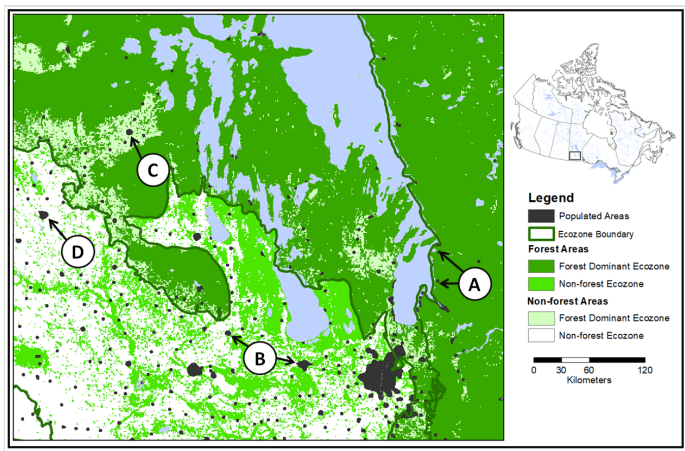 C
D
A
B
Legend
Populated Areas
Ecozone Boundary
Forest Areas
Forest Dominant Ecozone
Non-forest Ecozone
Non-forest Areas
Forest Dominant Ecozone
Non-forest Ecozone
0 30 60 120
Kilometers